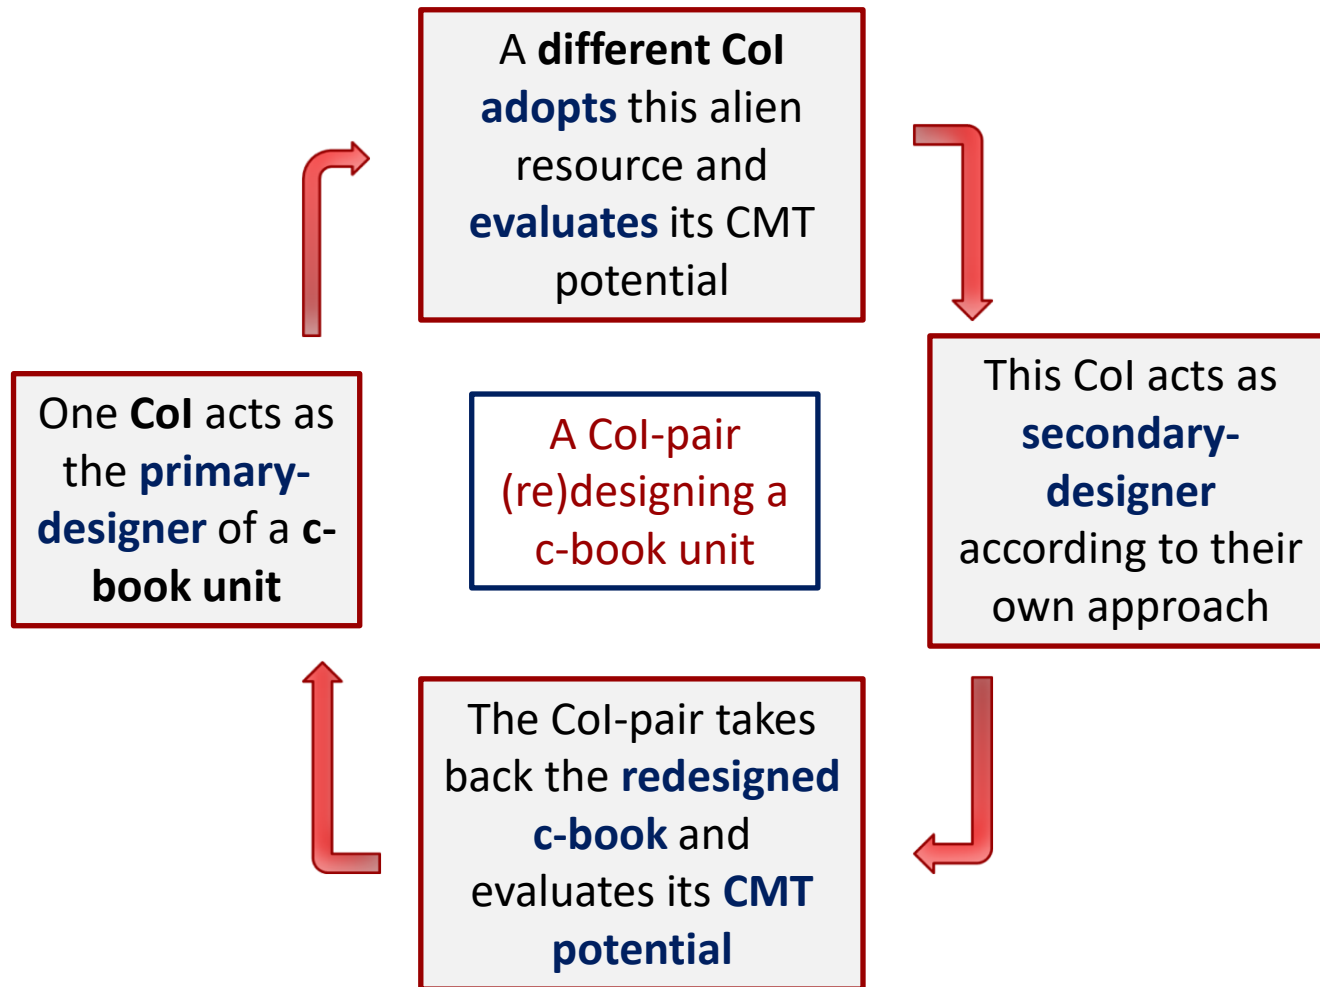 A different CoI
adopts this alien
resource and
evaluates its CMT
potential
One CoI acts as
the primary-
designer of a c-
book unit
A CoI-pair
(re)designing a
c-book unit
This CoI acts as
secondary-
designer
according to their
own approach
The CoI-pair takes
back the redesigned
c-book and
evaluates its CMT
potential